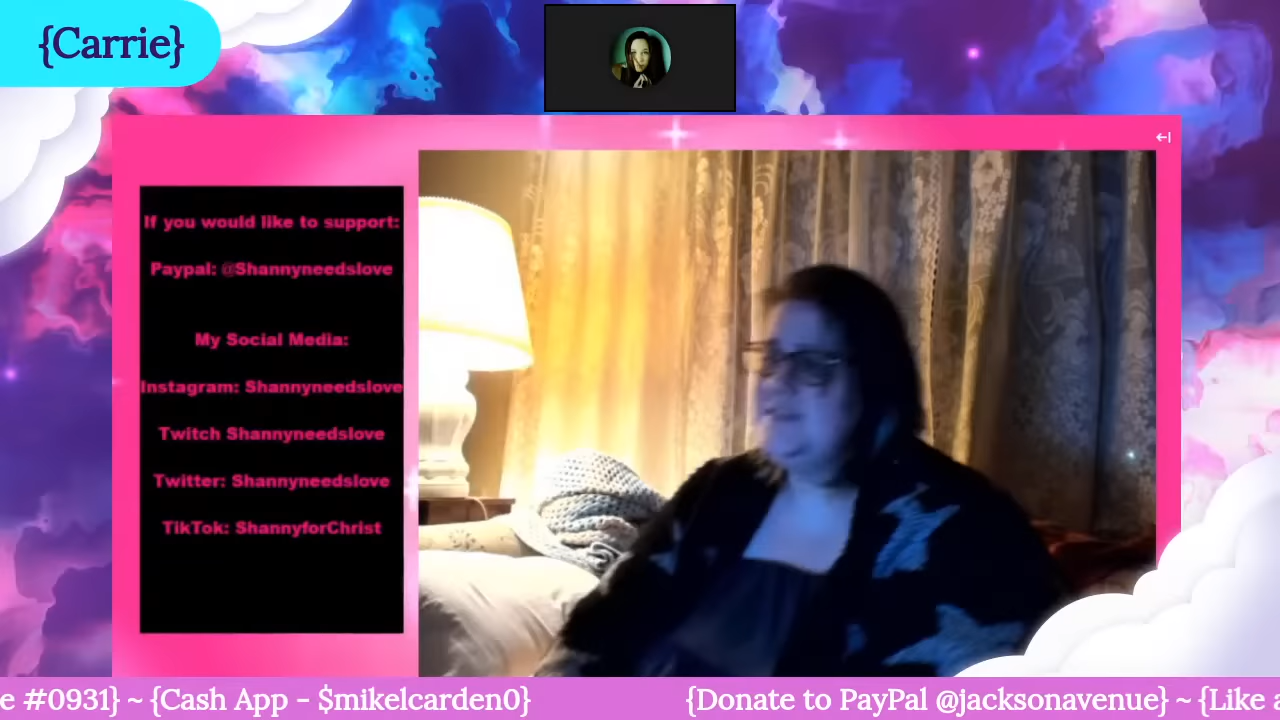 {Carrie}
If you would like to support:
Paypal: @Shannyneedslove
My Social Media:
Instagram: Shannyneedslove
Twitch Shannyneedslove
Twitter: Shannyneedslove
TikTok: ShannyforChrist
e #0931} ~ {Cash App - $mikelcarden0} {Donate to PayPal @jacksonavenue} ~ {Like a